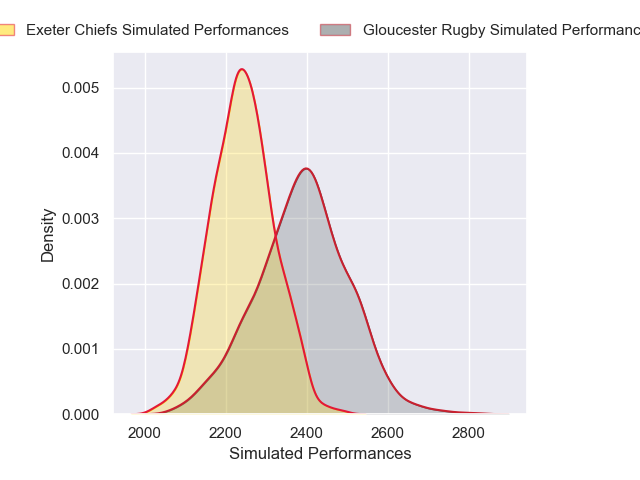 Exeter Chiefs Simulated Performances Gloucester Rugby Simulated Performanc
0.005
0.004
0.003
0.002
0.001
0.000
Density
2000 2200 2400 2600 2800
Simulated Performances